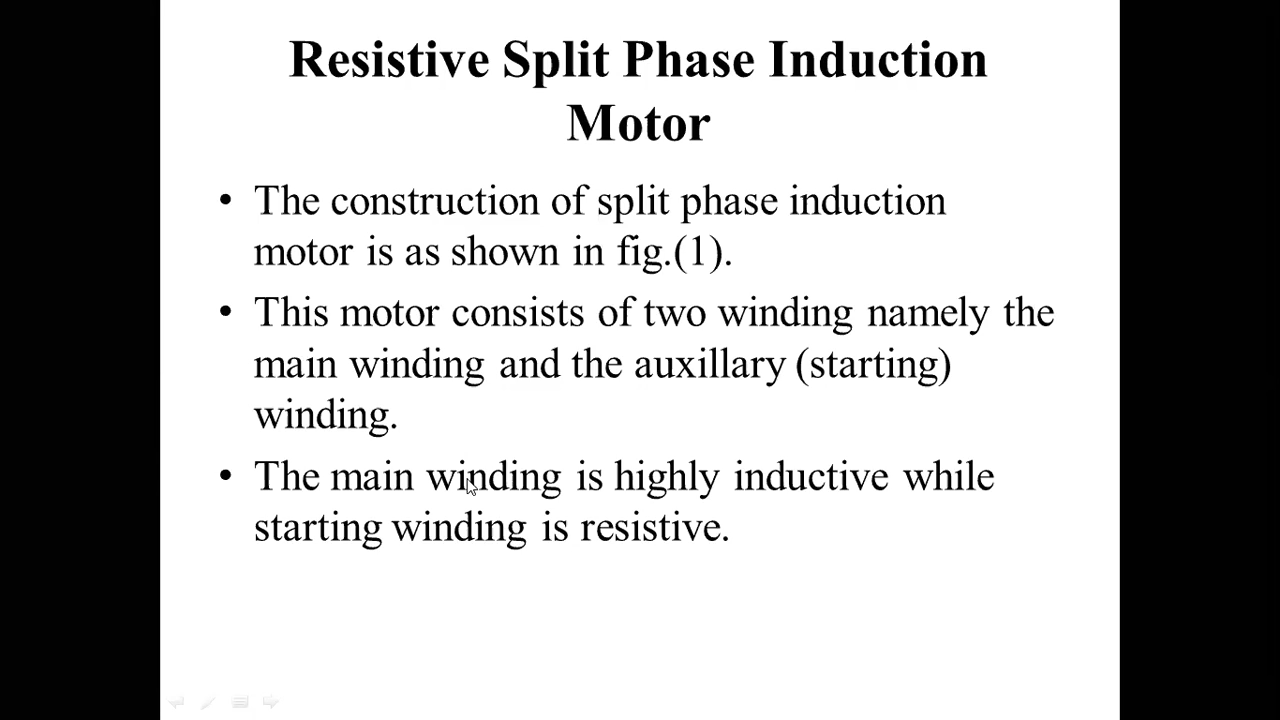 Resistive Split Phase Induction
Motor
• The construction of split phase induction
motor is as shown in fig.(1).
• This motor consists of two winding namely the
main winding and the auxillary (starting)
winding.
• The main winding is highly inductive while
starting winding is resistive.